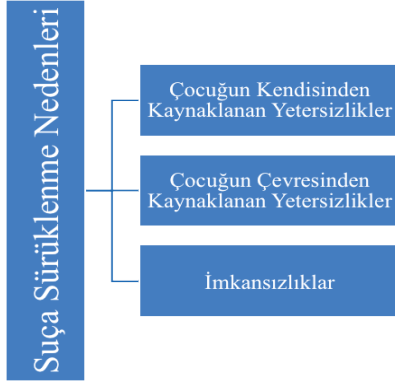 Suça Sürüklenme Nedenleri
Çocuğun Kendisinden
Kaynaklanan Yetersizlikler
Çocuğun Çevresinden
Kaynaklanan Yetersizlikler
İmkansızlıklar